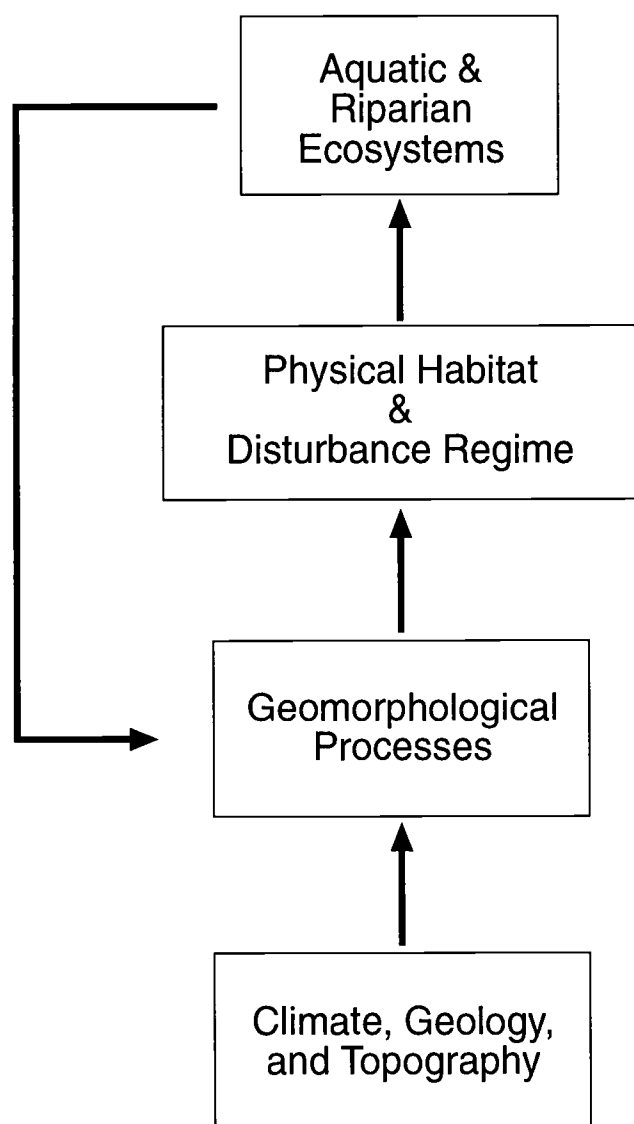 Aquatic &
Riparian
Ecosystems
Physical Habitat
&
Disturbance Regime
Geomorphological
Processes
Climate, Geology,
and Topography